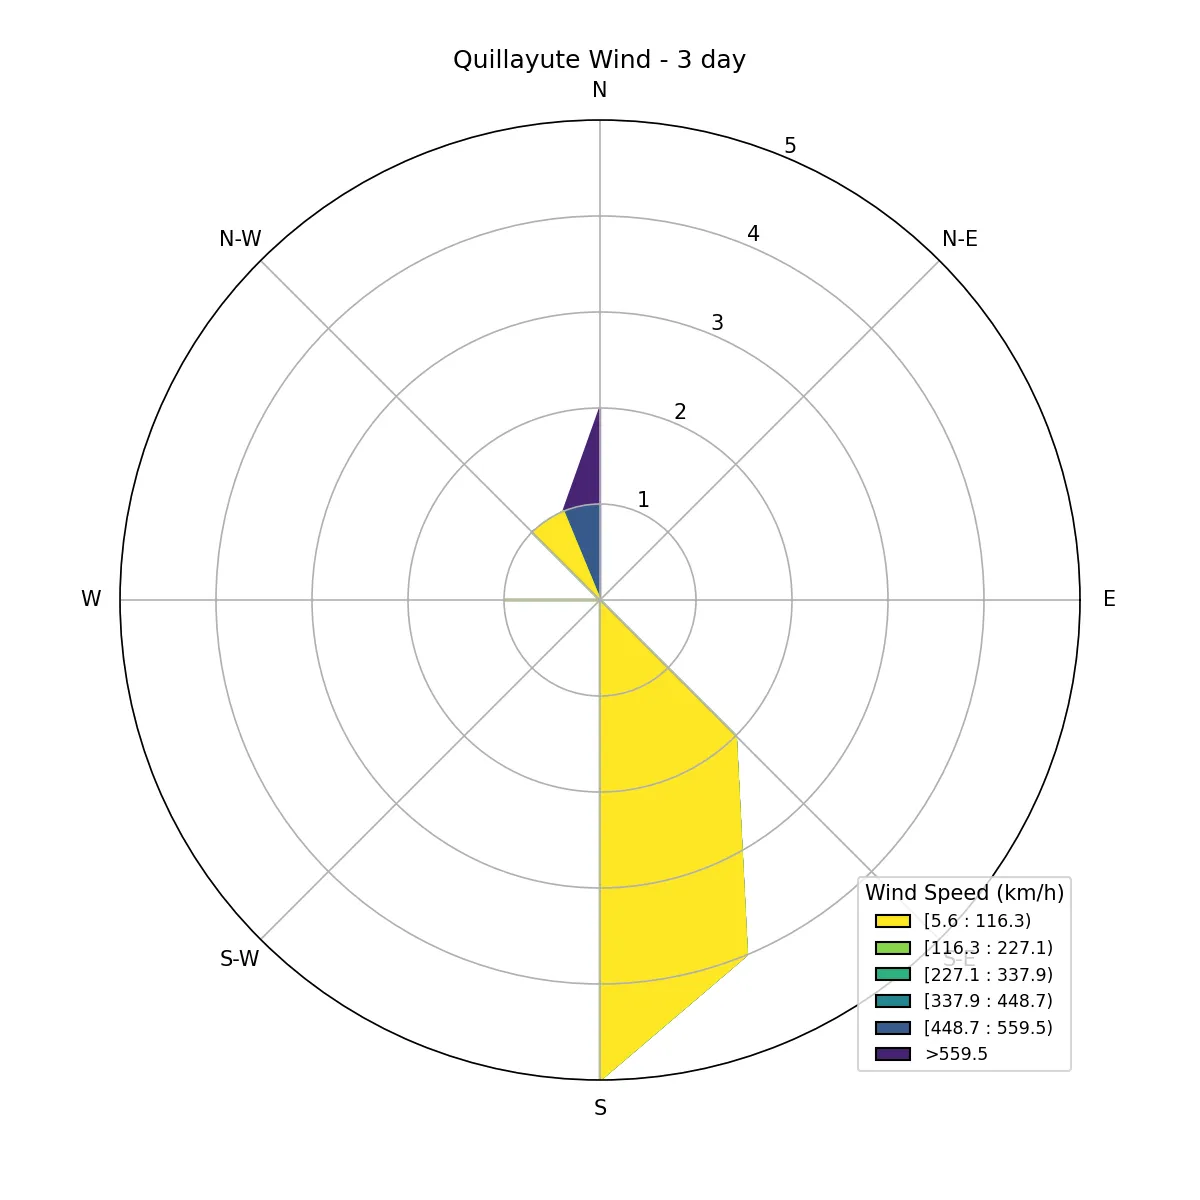 Quillayute Wind - 3 day
N
5
N-W
N-E
4
3
2
1
W
E
Wind Speed (km/h)
[5.6 : 116.3)
[116.3 : 227.1)
S-W
S-E
[227.1 : 337.9)
[337.9 : 448.7)
[448.7 : 559.5)
>559.5
S